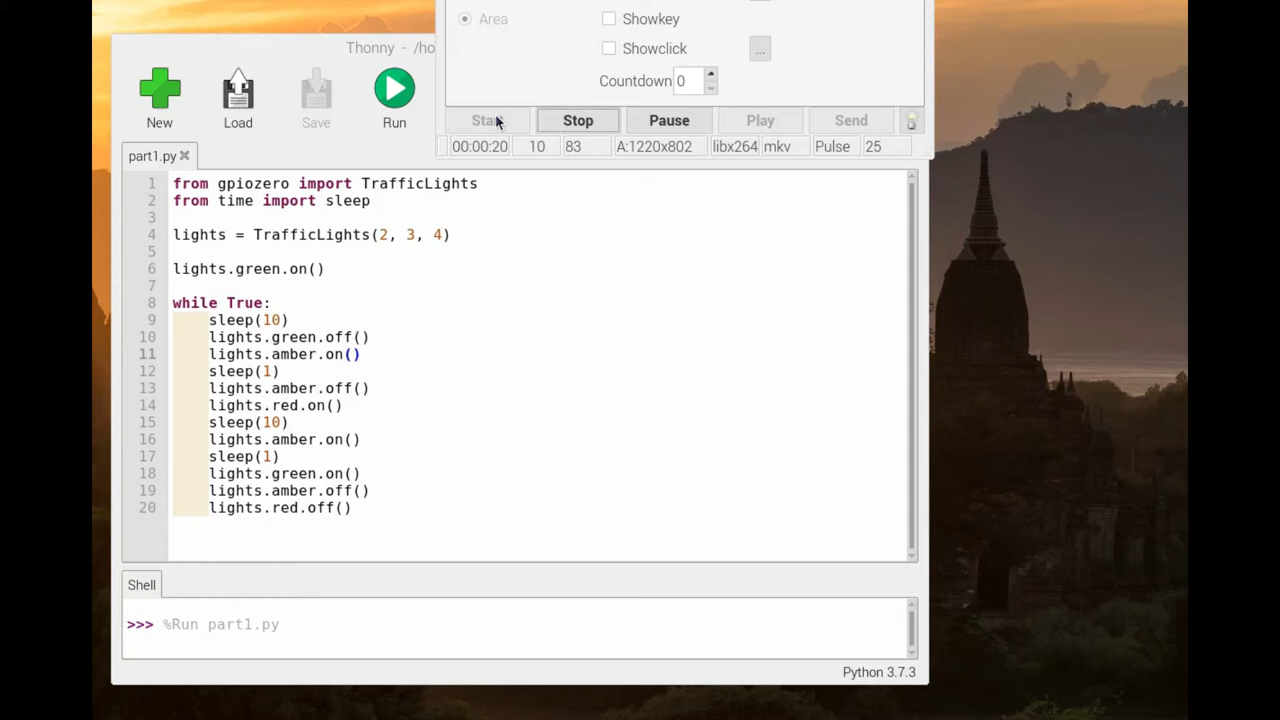 Area
Showkey
Showclick
...
Countdown 0
Thonny - /ho
New
Load
Save
Run
Stop
Pause
Play
Send
00:00:20 10 83 A:1220x802 libx264 mkv Pulse 25
part1.py
1 from gpiozero import TrafficLights
2 from time import sleep
3
4 lights = TrafficLights(2, 3, 4)
5
6 lights.green.on()
7
8 while True:
9 sleep(10)
10 lights.green.off()
11 lights.amber.on()
12 sleep(1)
13 lights.amber.off()
14 lights.red.on()
15 sleep(10)
16 lights.amber.on()
17 sleep(1)
18 lights.green.on()
19 lights.amber.off()
20 lights.red.off()
Shell
>>> %Run part1.py
Python 3.7.3